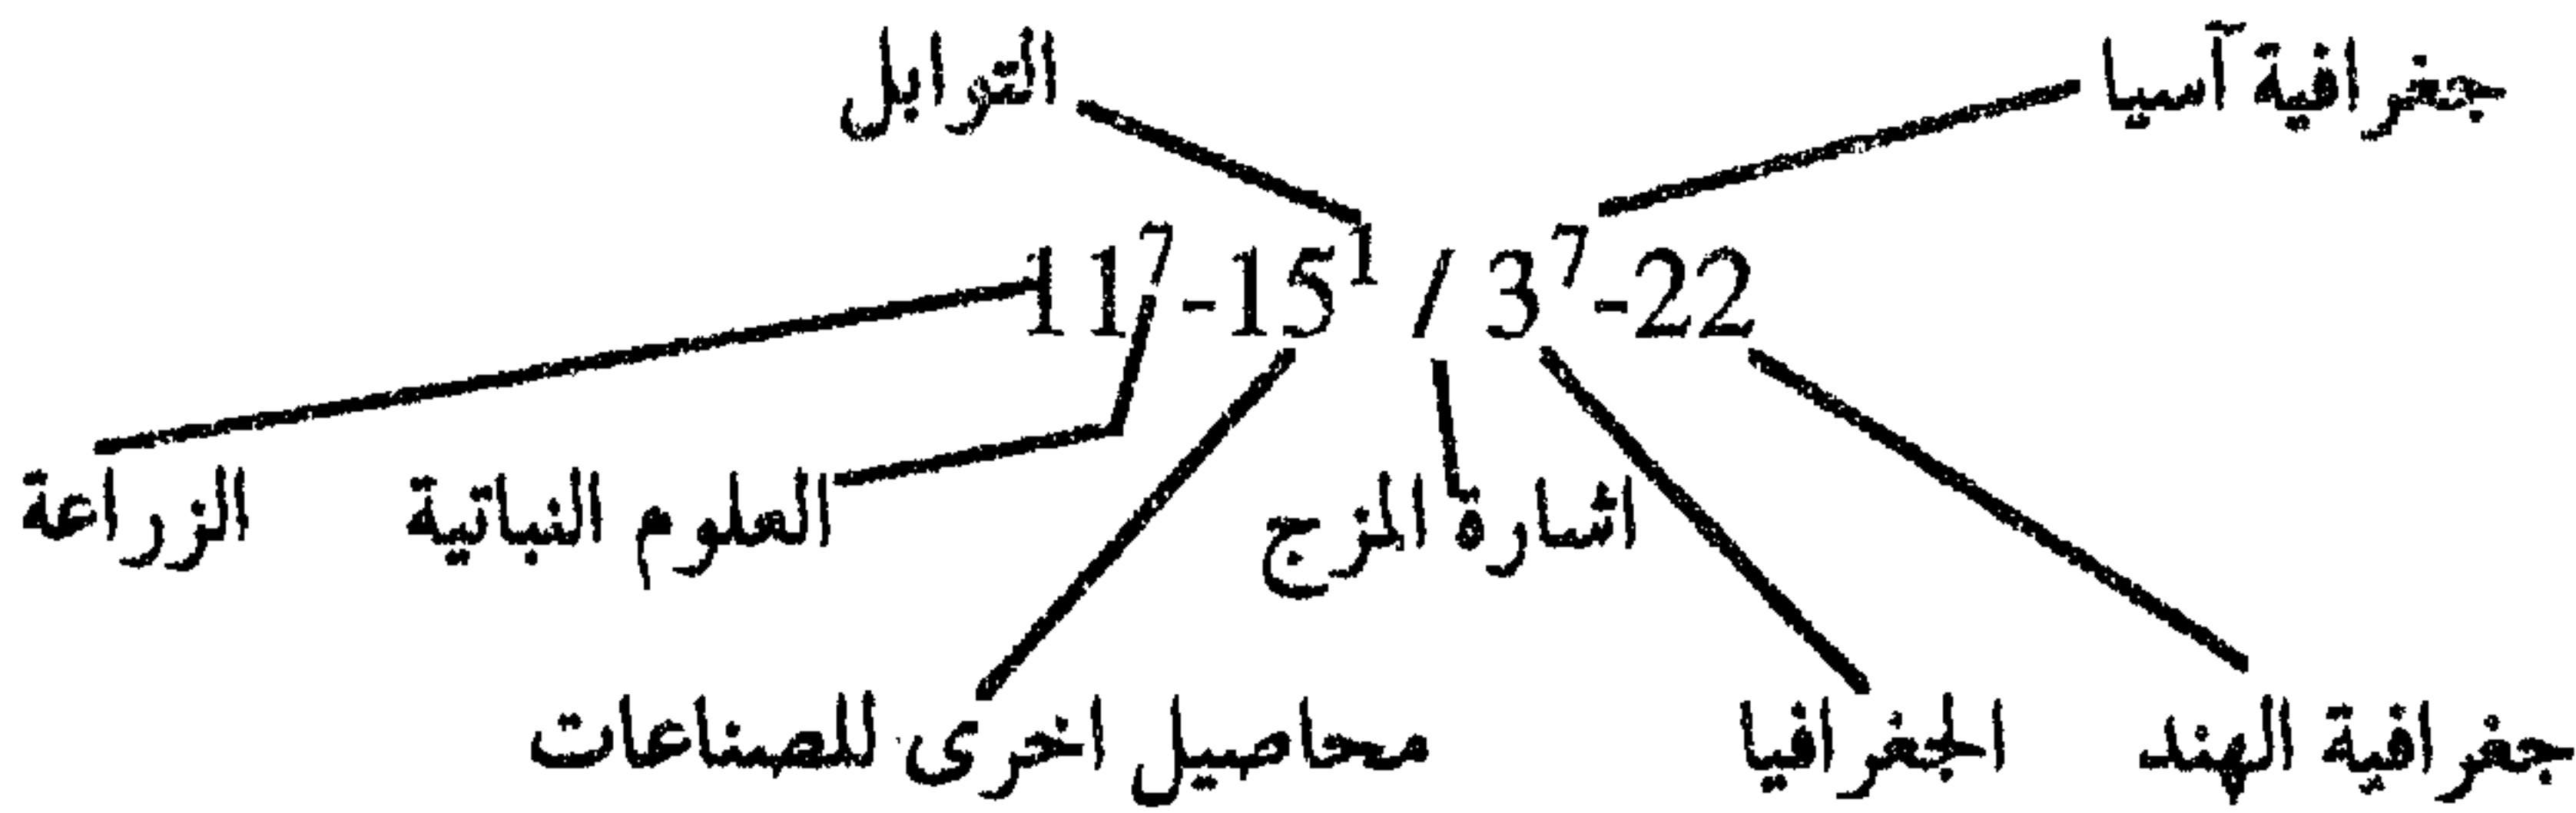 جغرافية آسيا
التوابل
11⁷-15¹ / 3⁷-22
اشارة المزج
العلوم النباتية
الزراعة
جغرافية الهند
الجغرافيا
محاصيل اخرى للصناعات